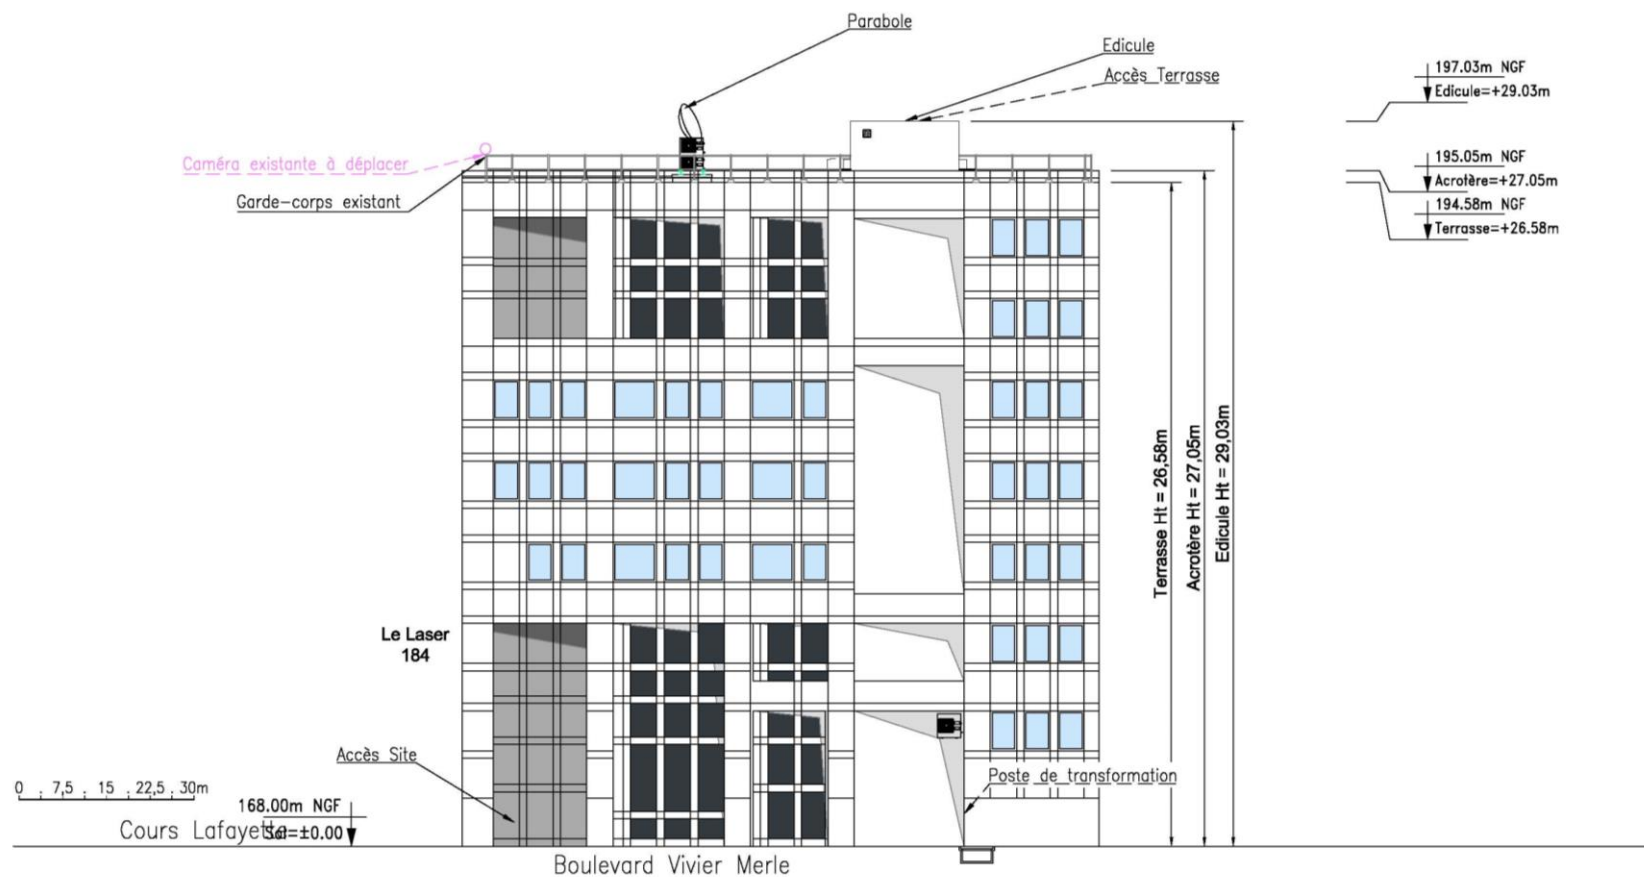 Parabole
Edicule
Accès Terrasse
197.03m NGF
Edicule=+29.03m
Caméra existante à déplacer
Garde-corps existant
195.05m NGF
Acrotère=+27.05m
194.58m NGF
Terrasse=+26.58m
Terrasse Ht = 26,58m
Acrotère Ht = 27,05m
Edicule Ht = 29,03m
Le Laser
184
Accès Site
Poste de transformation
0 7,5 15 22,5 30m
168.00m NGF
Cours Lafayette
Sol=±0.00
Boulevard Vivier Merle